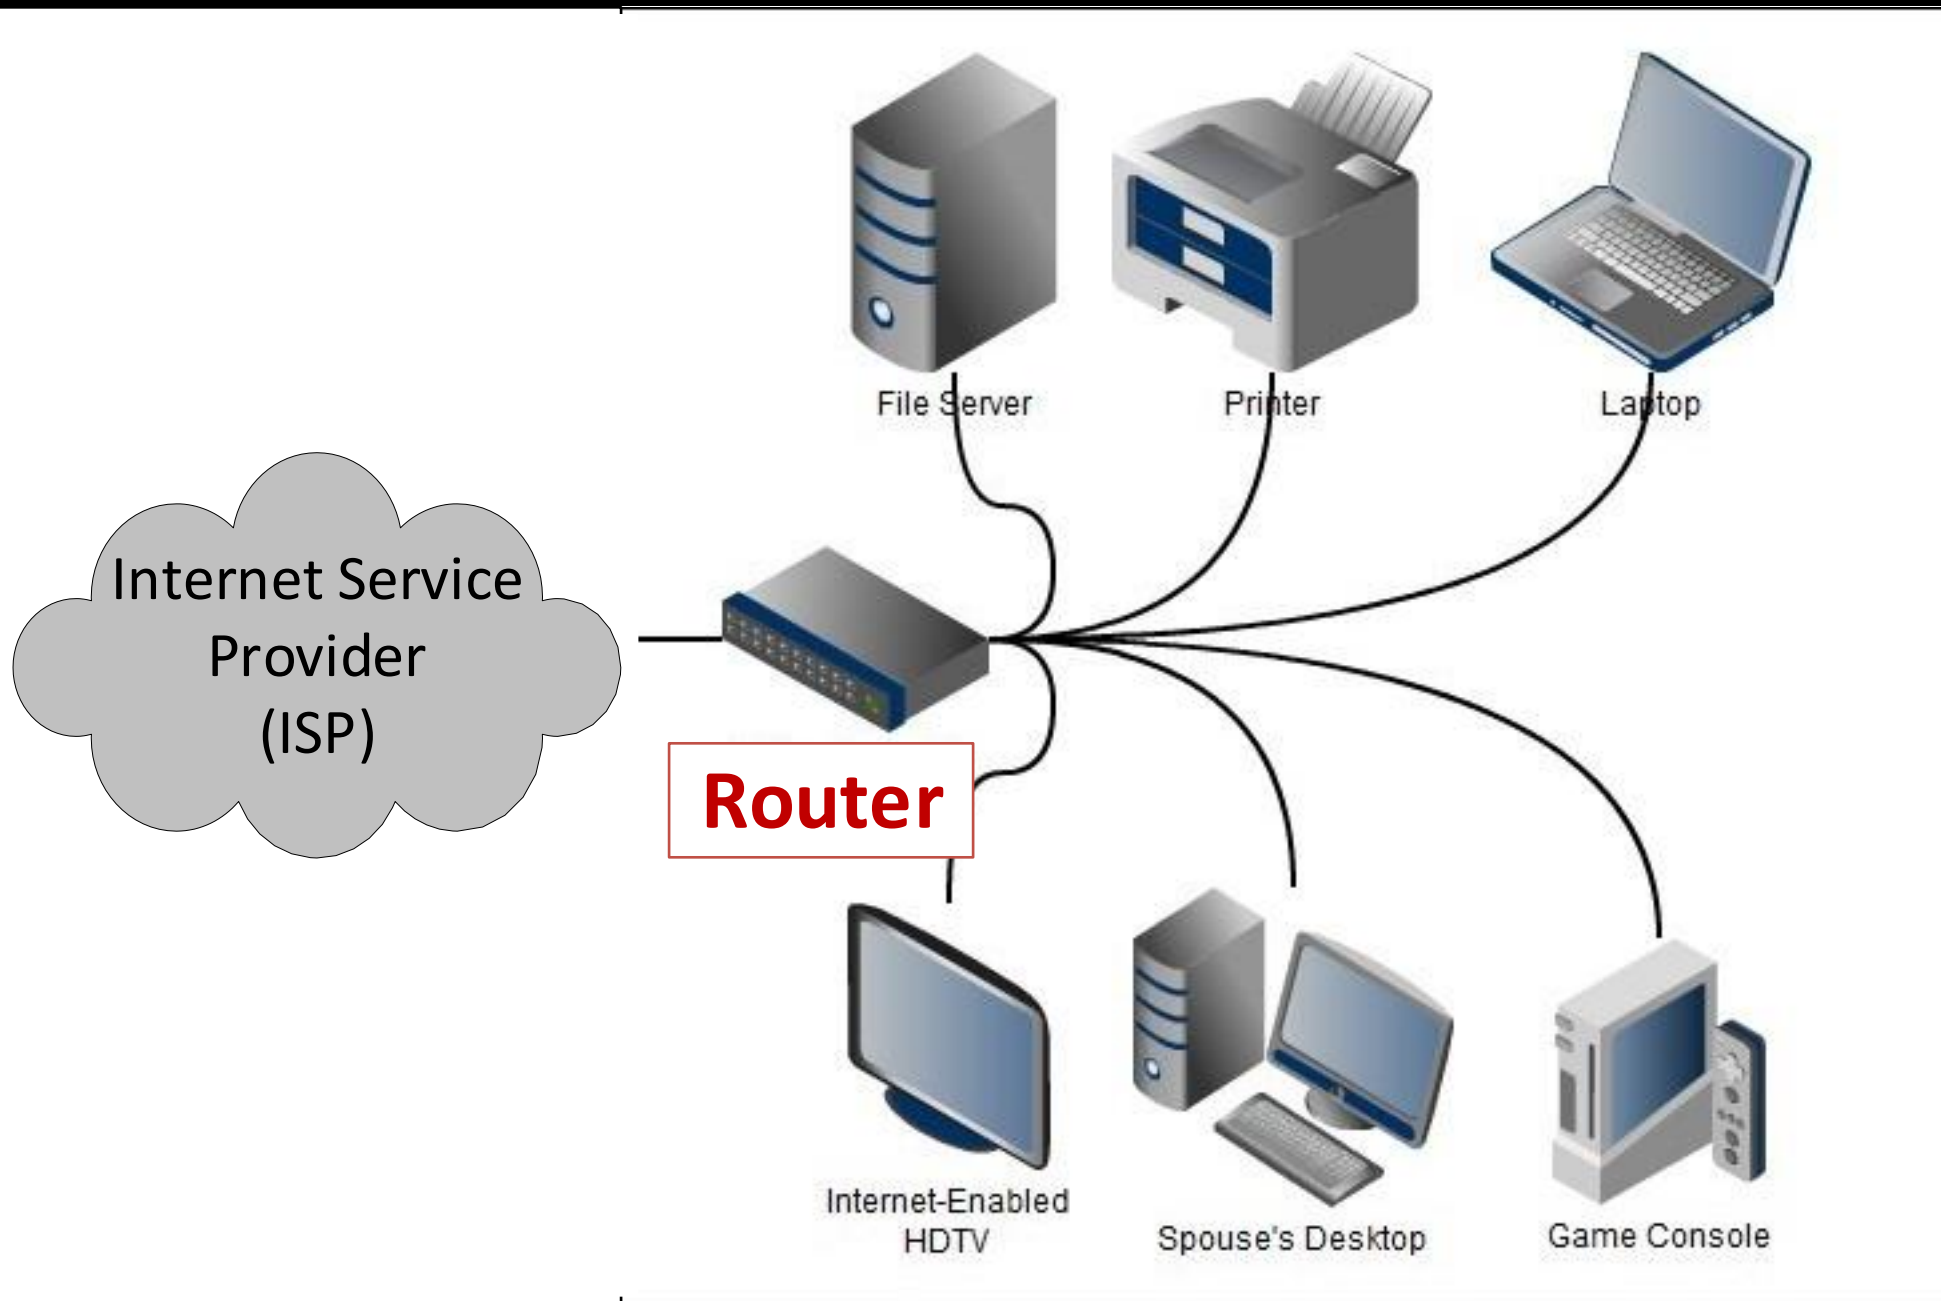 File Server
Printer
Laptop
Internet Service
Provider
(ISP)
Router
Internet-Enabled
HDTV
Spouse's Desktop
Game Console